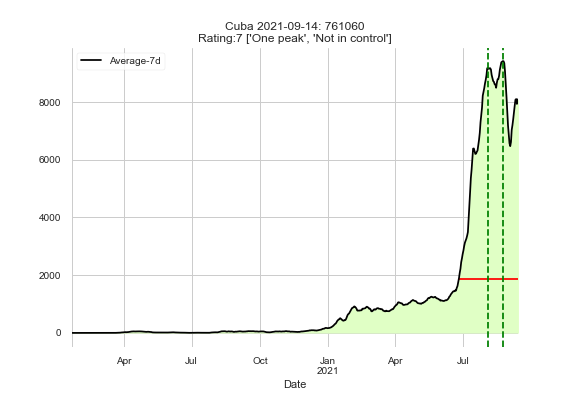 Cuba 2021-09-14: 761060
Rating:7 ['One peak', 'Not in control']
Average-7d
8000
6000
4000
2000
0
Apr Jul Oct Jan Apr Jul
2021
Date